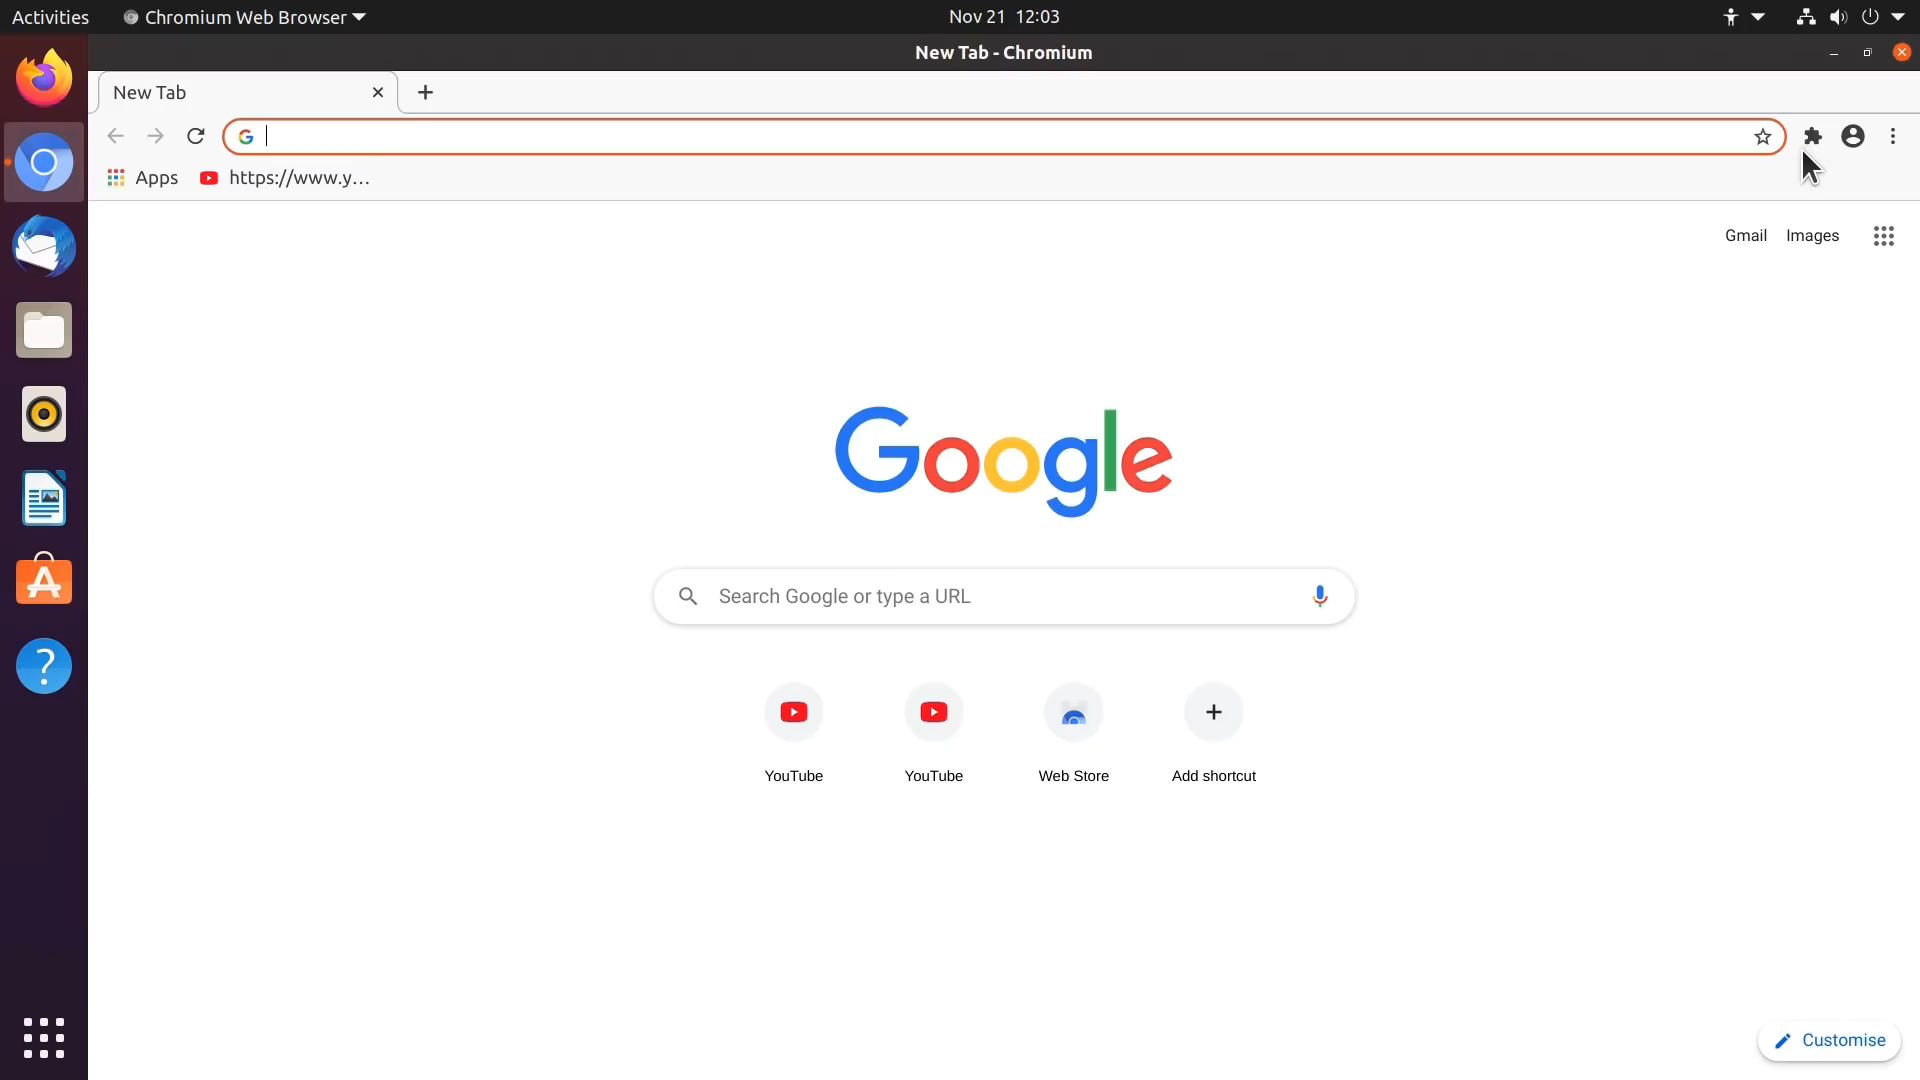 Activities
Chromium Web Browser
Nov 21 12:03
New Tab - Chromium
New Tab
Apps
https://www.y...
Gmail
Images
Google
Search Google or type a URL
YouTube
YouTube
Web Store
Add shortcut
Customise